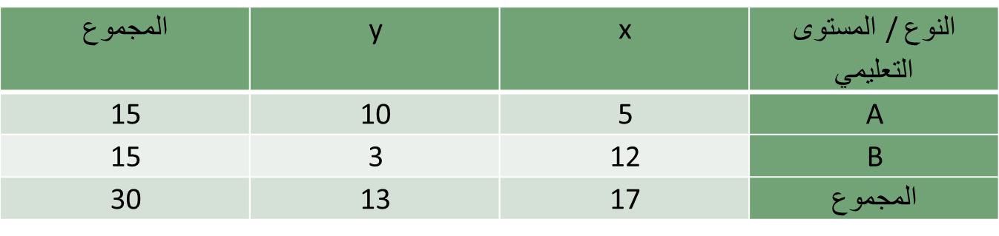 النوع / المستوى التعليمي x y المجموع
A 5 10 15
B 12 3 15
المجموع 17 13 30